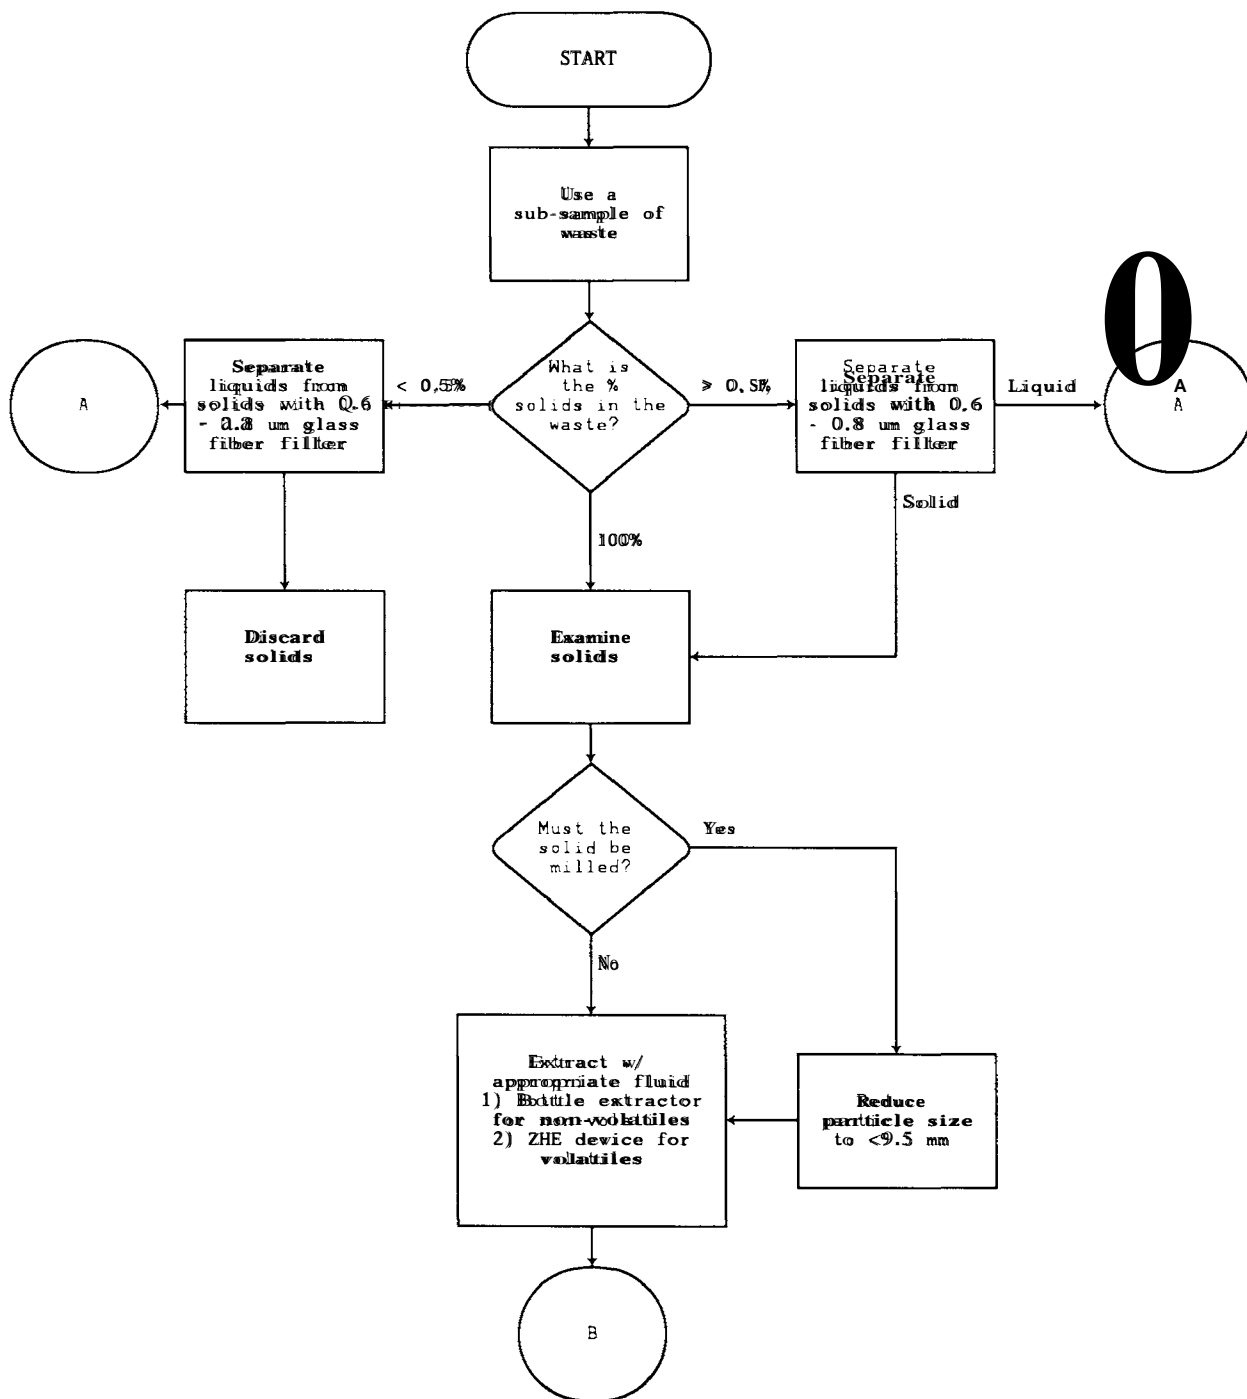 START
Use a
sub-sample of
waste
What is
the %
solids in the
waste?
< 0.5%
Separate
liquids from
solids with 0.6
- 0.8 um glass
fiber filter
A
≥ 0.5%
Separate
liquids from
solids with 0.6
- 0.8 um glass
fiber filter
Liquid
0
A
A
Solid
100%
Discard
solids
Examine
solids
Must the
solid be
milled?
Yes
No
Extract w/
appropriate fluid
1) Bottle extractor
for non-volatiles
2) ZHE device for
volatiles
Reduce
particle size
to <9.5 mm
B